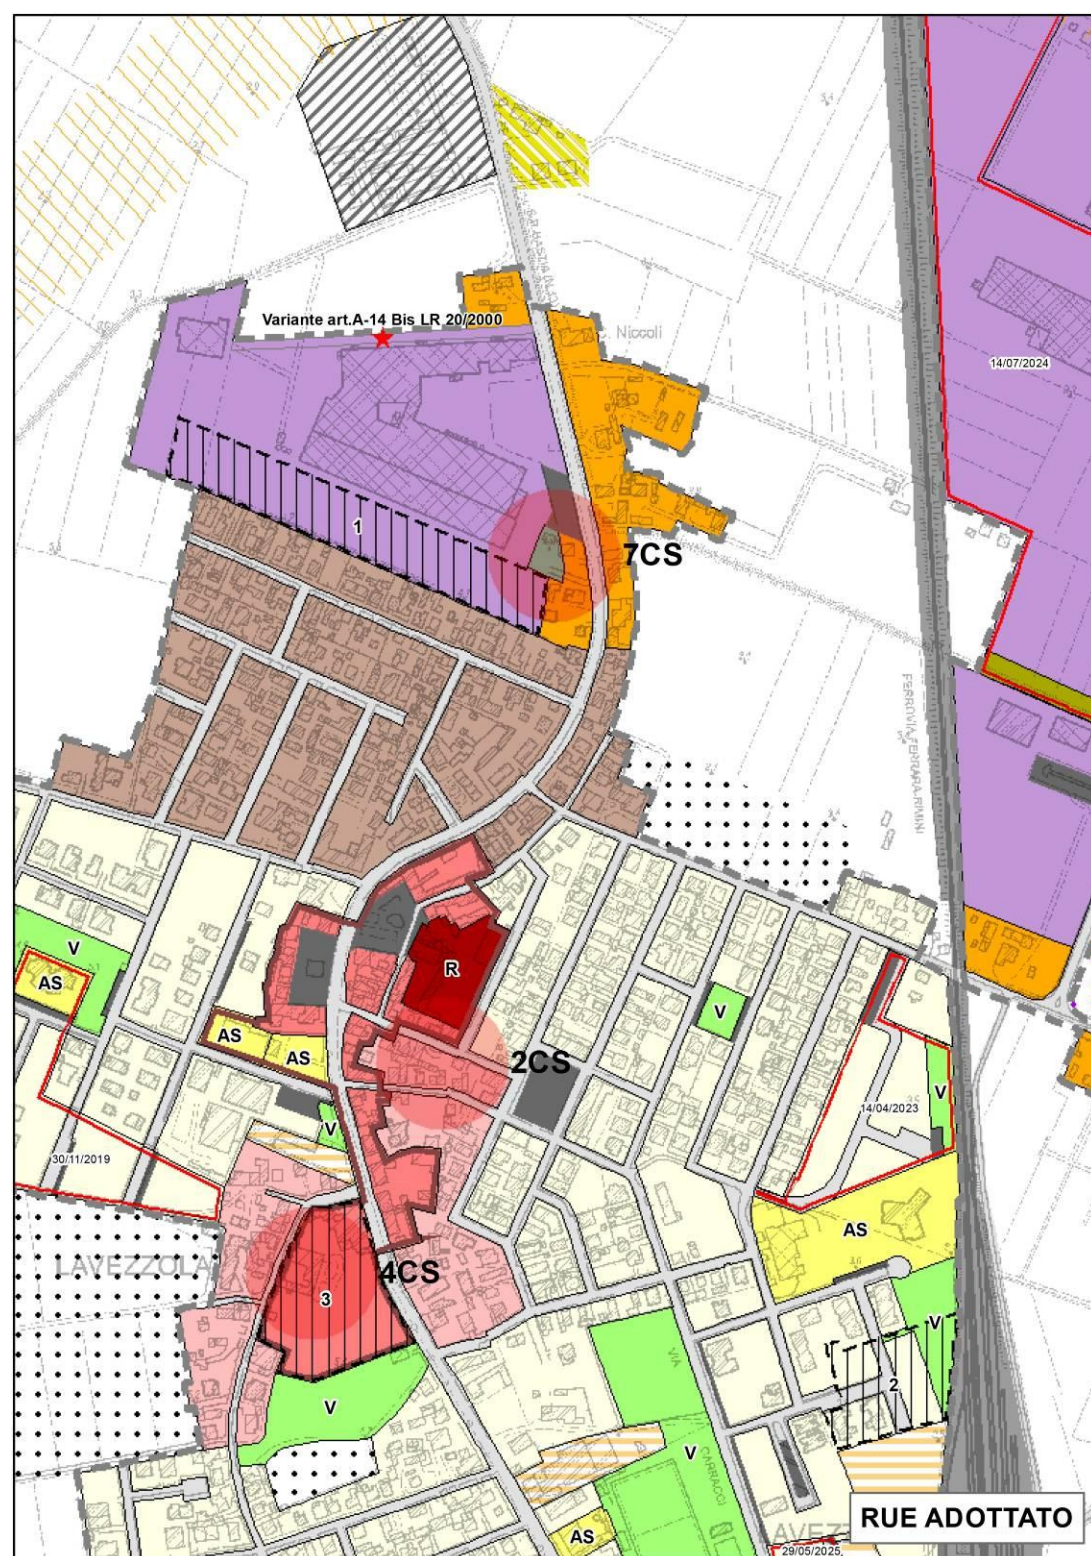 Variante art.A-14 Bis LR 20/2000
Niccoli
14/07/2024
1
7CS
FERROVIA FERRARA-RIMINI
V
AS
R
AS
AS
2CS
V
V
14/04/2023
V
30/11/2019
AS
LAVEZZOLA
4CS
3
V
2
V
VIA
CARRACCI
V
AS
RUE ADOTTATO
29/05/2025